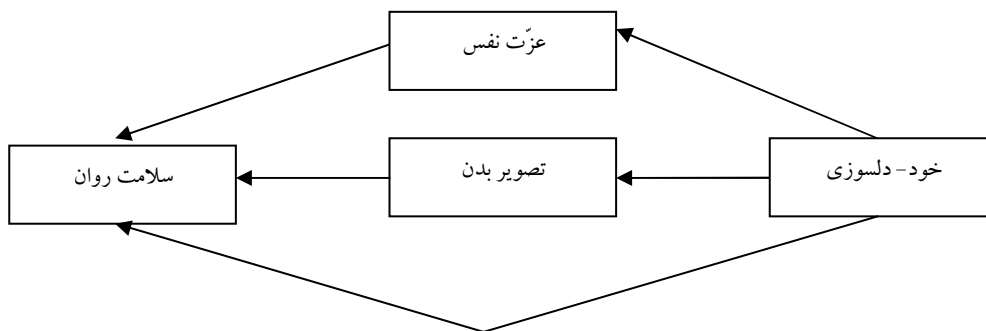 عزّت نفس
خود- دلسوزی
تصویر بدن
سلامت روان